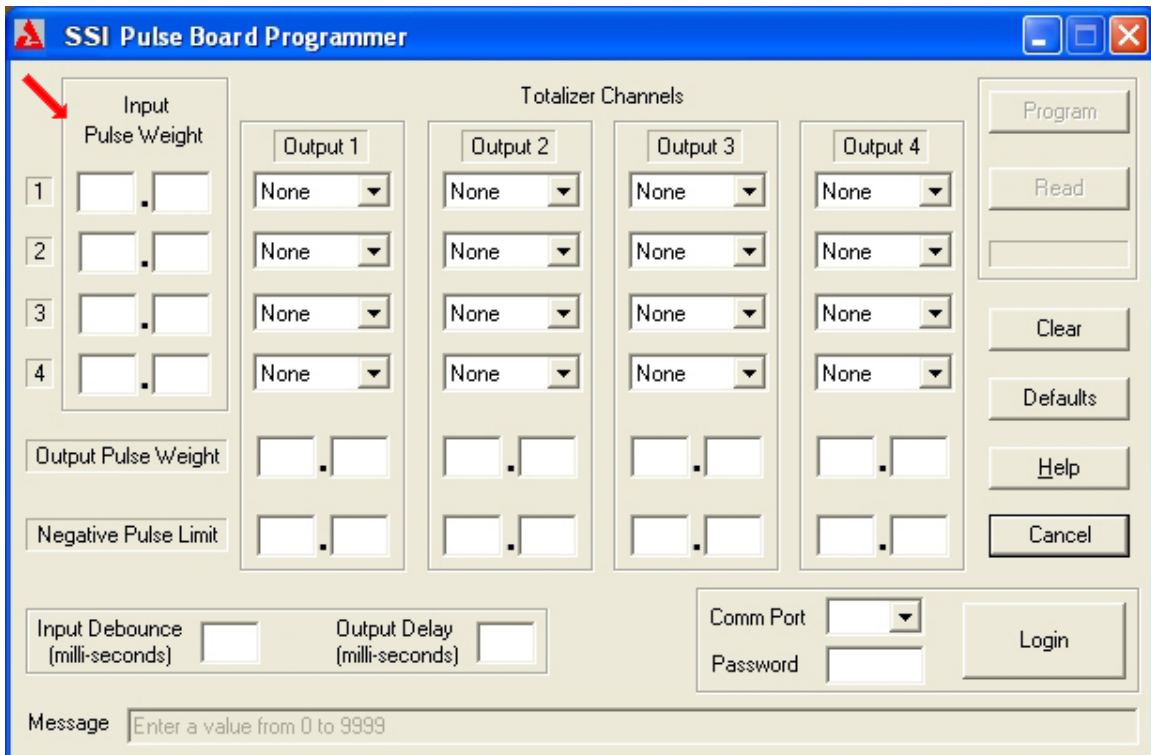 SSI Pulse Board Programmer
Input
Pulse Weight
Totalizer Channels
Output 1 Output 2 Output 3 Output 4
Program
Read
1 . None None None None
2 . None None None None
3 . None None None None
4 . None None None None
Clear
Defaults
Output Pulse Weight . . . .
Help
Negative Pulse Limit . . . .
Cancel
Input Debounce
(milli-seconds)
Output Delay
(milli-seconds)
Comm Port
Password
Login
Message Enter a value from 0 to 9999